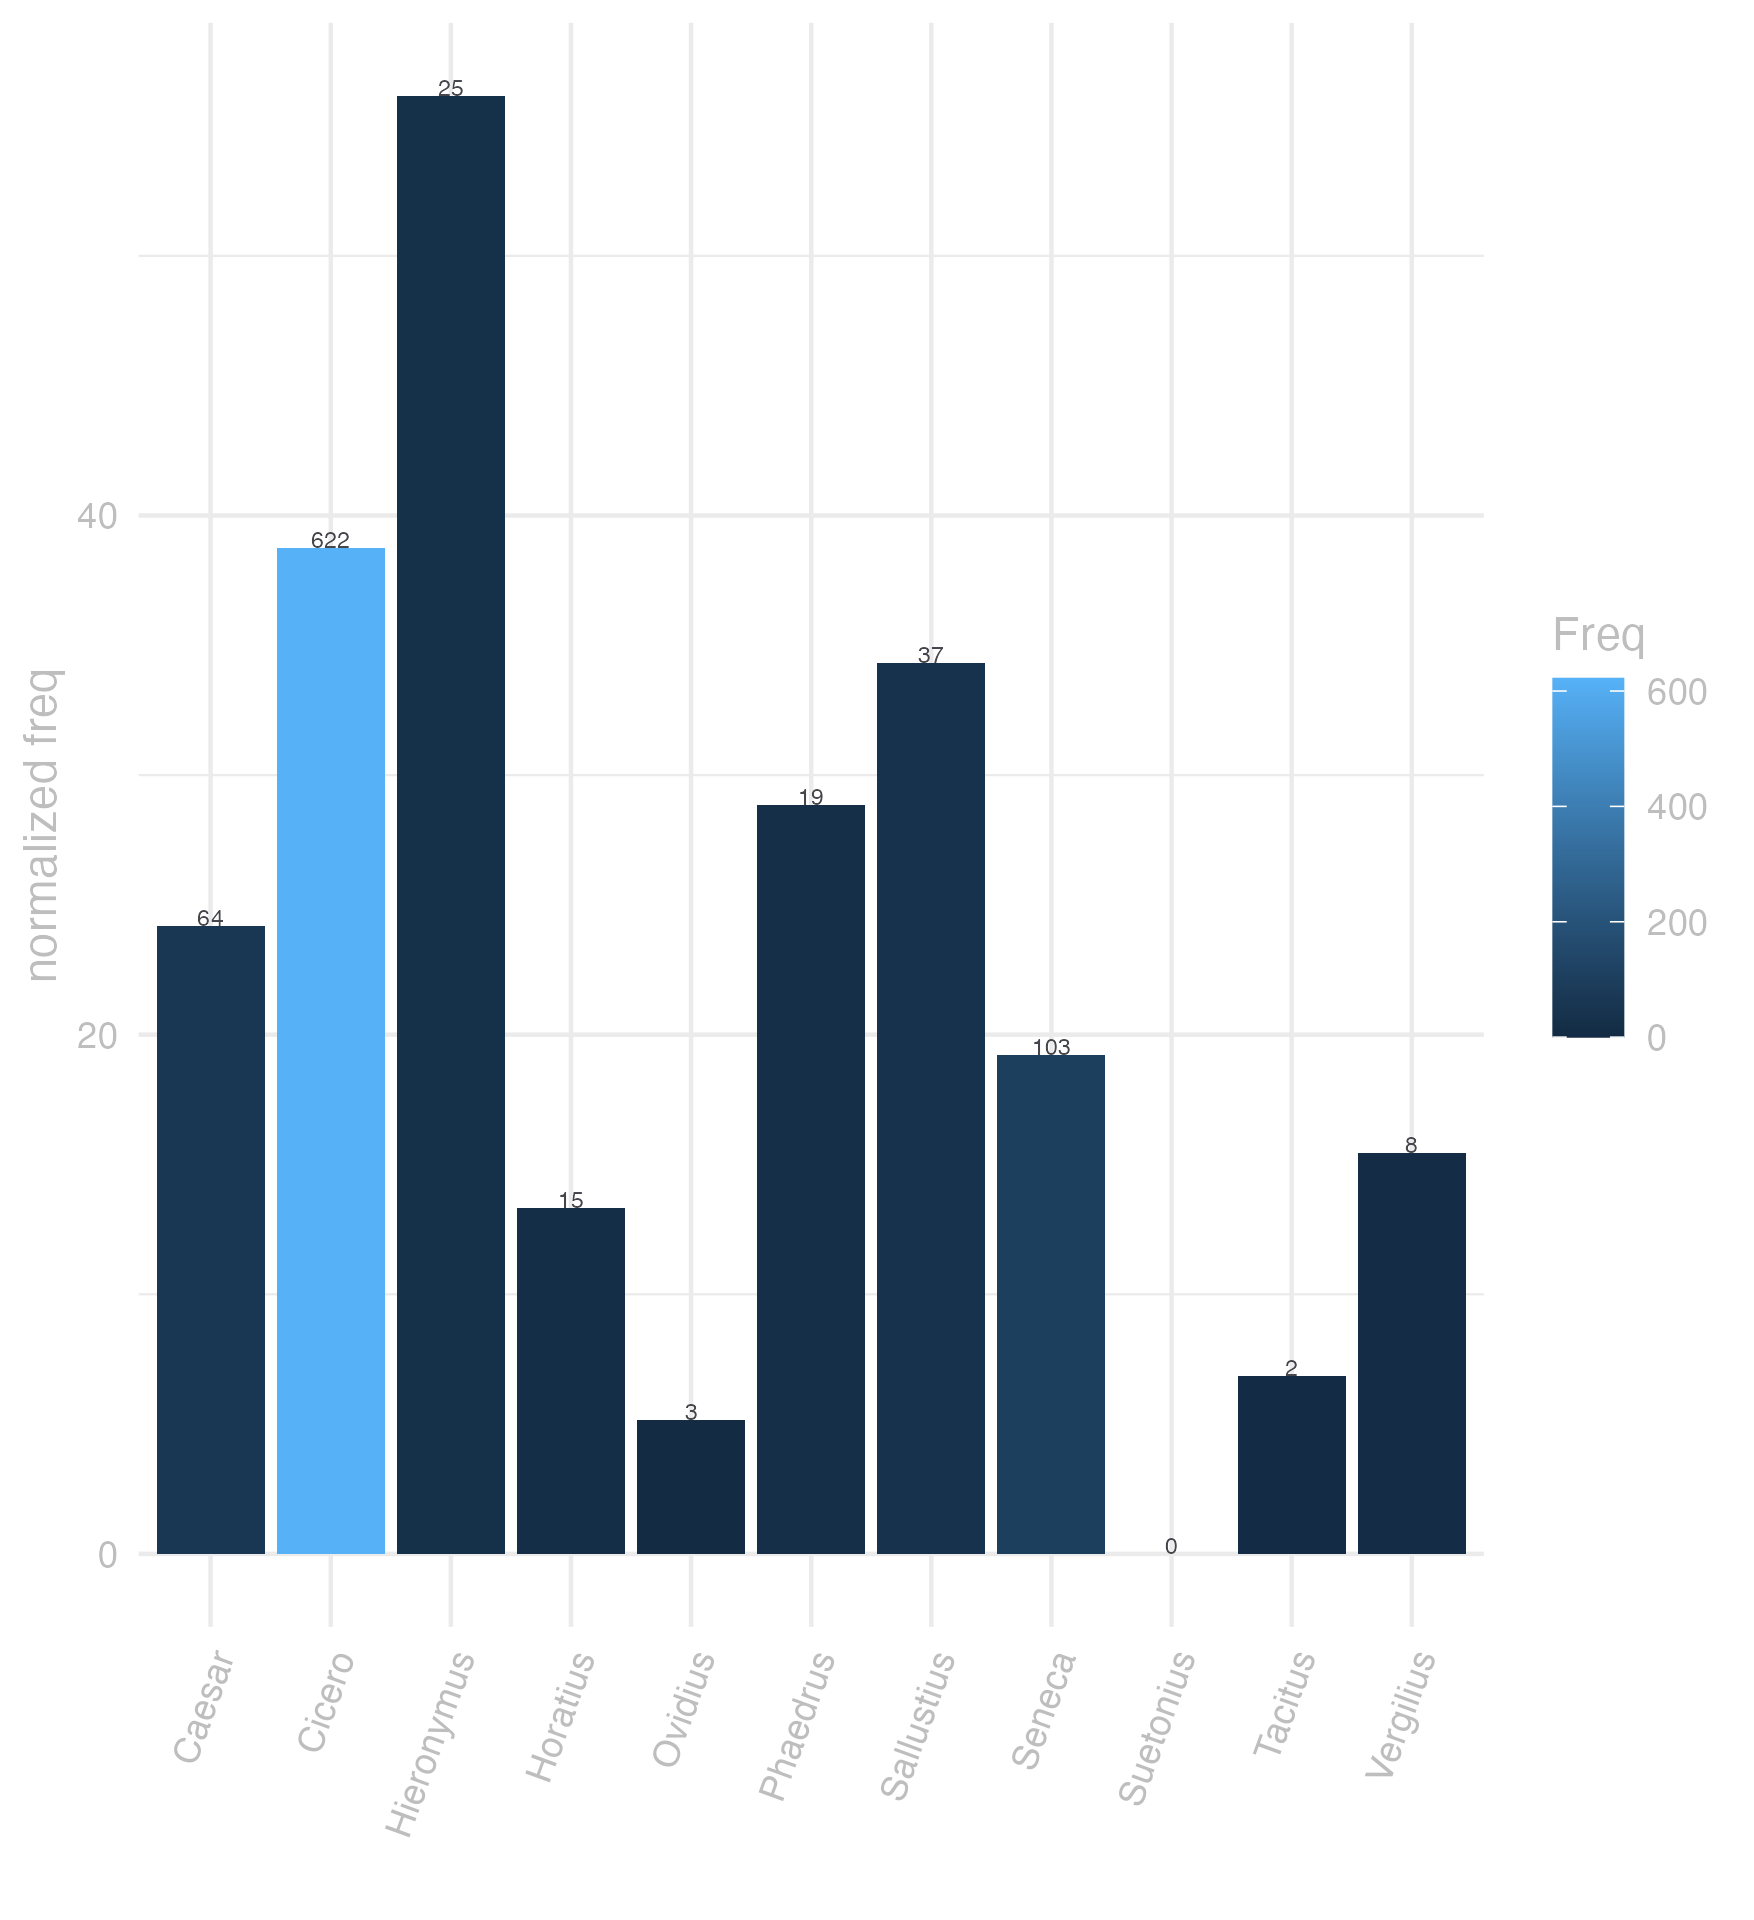 25
40
622
37
19
64
20
103
8
15
2
3
0
0
normalized freq
Caesar
Cicero
Hieronymus
Horatius
Ovidius
Phaedrus
Sallustius
Seneca
Suetonius
Tacitus
Vergilius
Freq
600
400
200
0